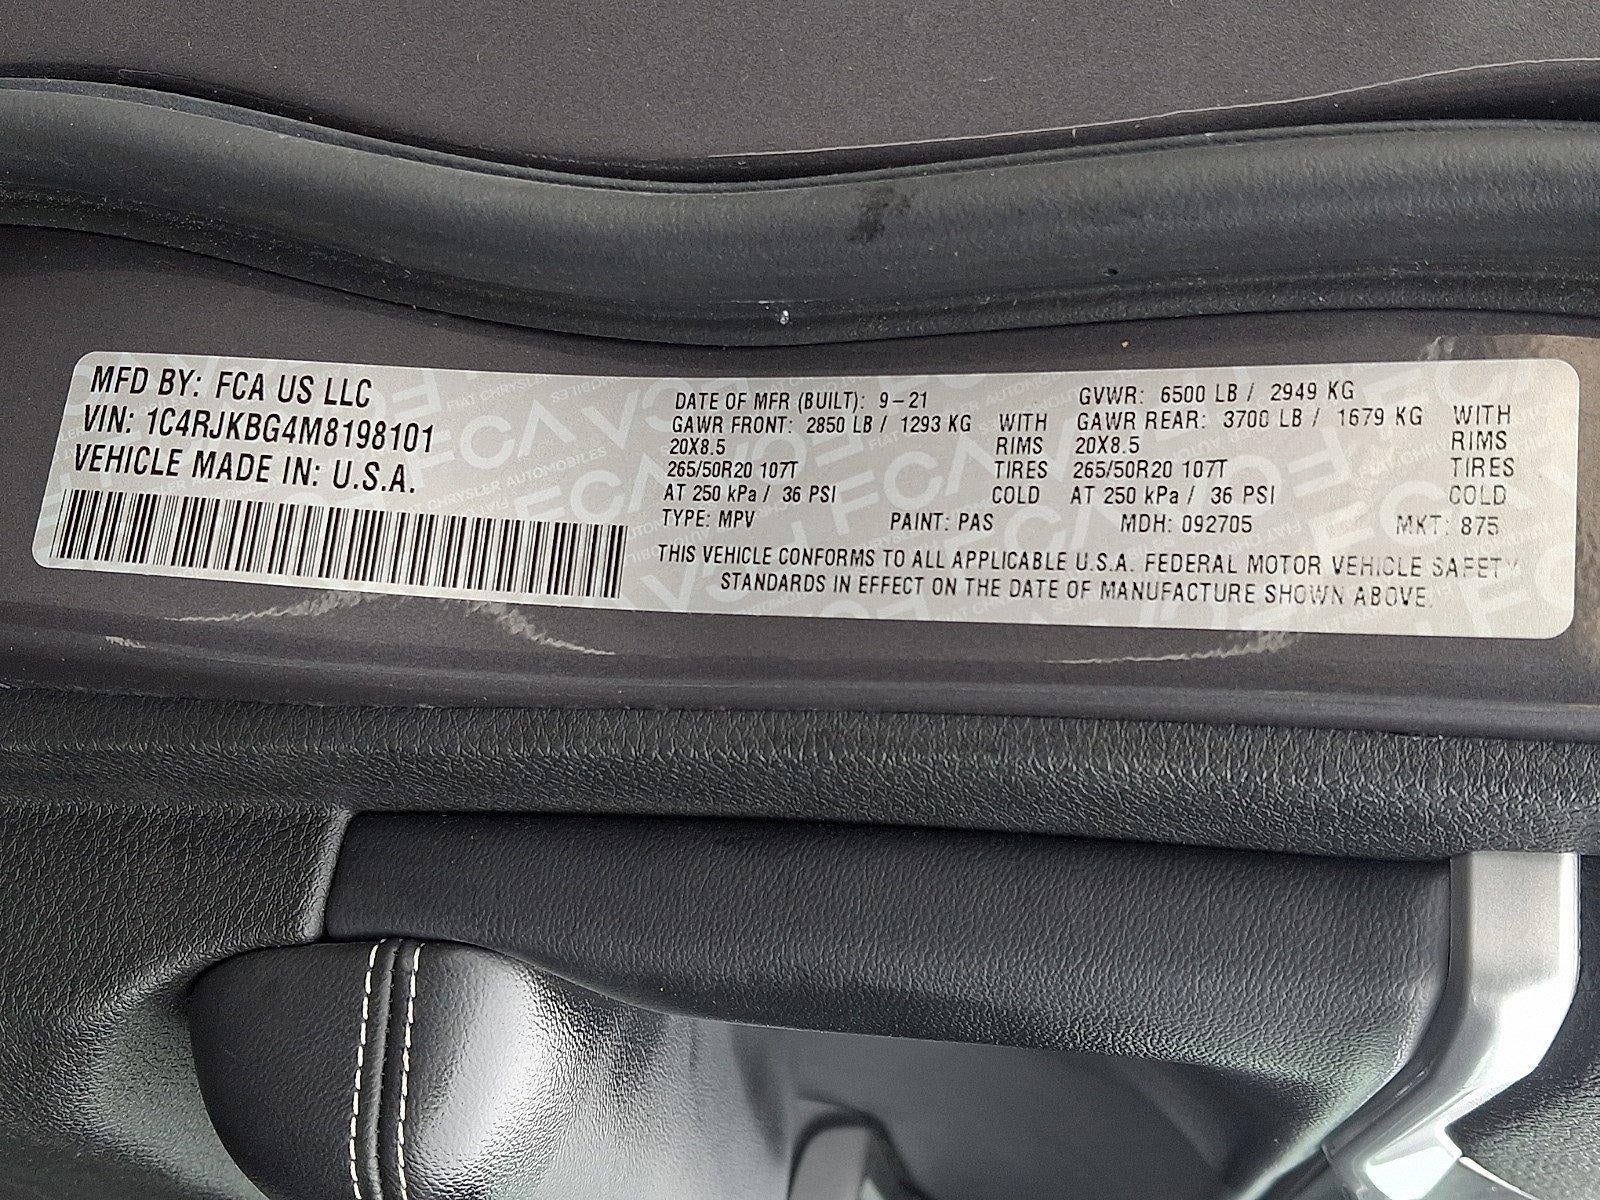 MFD BY: FCA US LLC
VIN: 1C4RJKBG4M8198101
VEHICLE MADE IN: U.S.A.
DATE OF MFR (BUILT): 9-21 GVWR: 6500 LB / 2949 KG
GAWR FRONT: 2850 LB / 1293 KG WITH GAWR REAR: 3700 LB / 1679 KG WITH
20X8.5 RIMS 20X8.5 RIMS
265/50R20 107T TIRES 265/50R20 107T TIRES
AT 250 kPa / 36 PSI COLD AT 250 kPa / 36 PSI COLD
TYPE: MPV PAINT: PAS MDH: 092705 MKT: 875
THIS VEHICLE CONFORMS TO ALL APPLICABLE U.S.A. FEDERAL MOTOR VEHICLE SAFETY
STANDARDS IN EFFECT ON THE DATE OF MANUFACTURE SHOWN ABOVE.